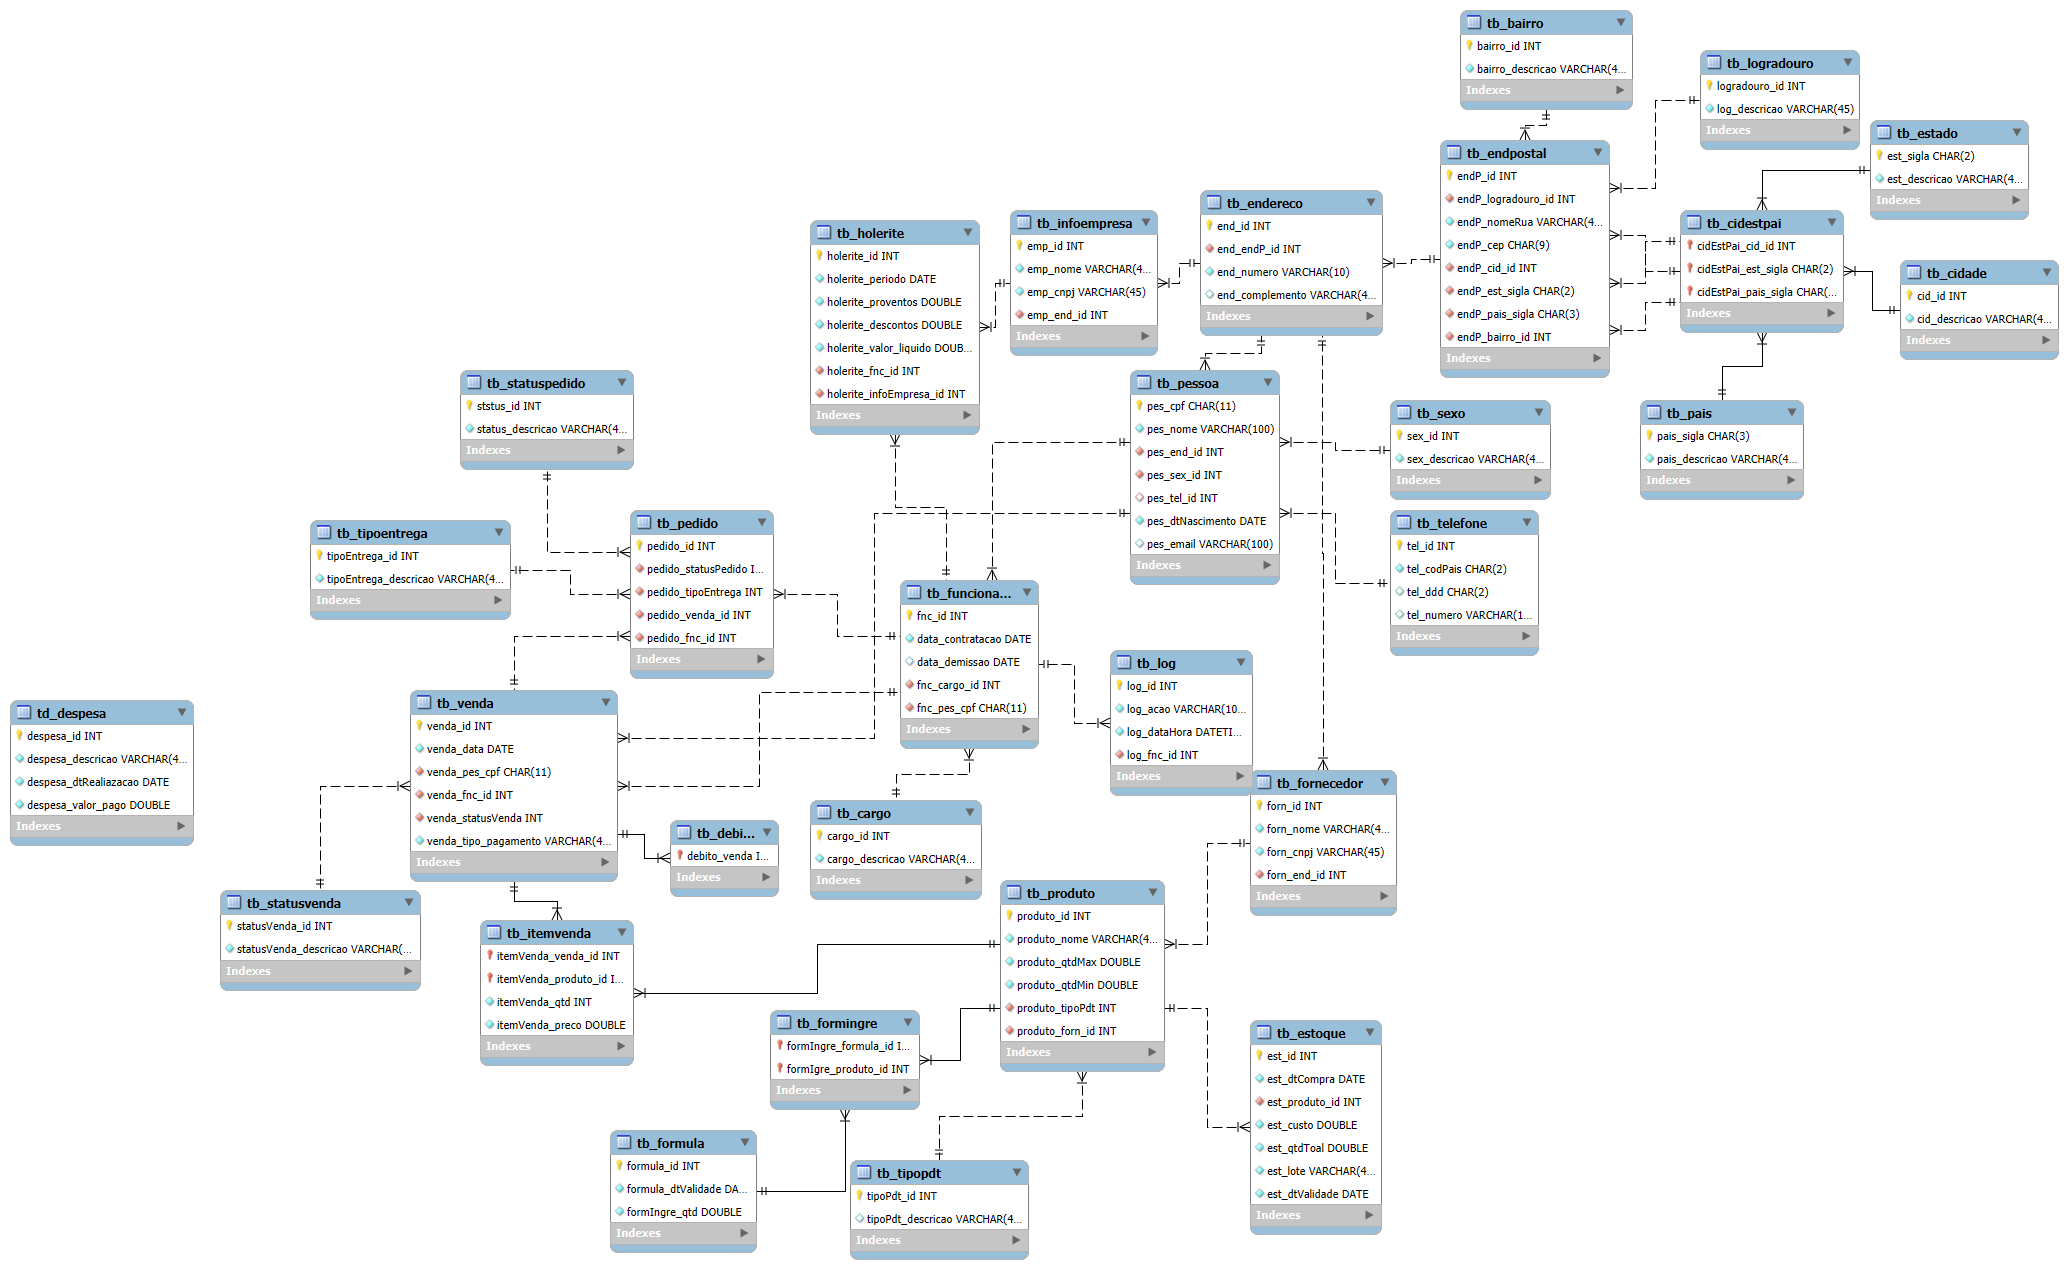 tb_bairro
bairro_id INT
bairro_descricao VARCHAR(4...
Indexes
tb_logradouro
logradouro_id INT
log_descricao VARCHAR(45)
Indexes
tb_estado
est_sigla CHAR(2)
est_descricao VARCHAR(4...
Indexes
tb_endpostal
endP_id INT
endP_logradouro_id INT
endP_nomeRua VARCHAR(4...
endP_cep CHAR(9)
endP_cid_id INT
endP_est_sigla CHAR(2)
endP_pais_sigla CHAR(3)
endP_bairro_id INT
Indexes
tb_cidestpai
cidEstPai_cid_id INT
cidEstPai_est_sigla CHAR(2)
cidEstPai_pais_sigla CHAR(...
Indexes
tb_cidade
cid_id INT
cid_descricao VARCHAR(4...
Indexes
tb_endereco
end_id INT
end_endP_id INT
end_numero VARCHAR(10)
end_complemento VARCHAR(4...
Indexes
tb_infoempresa
emp_id INT
emp_nome VARCHAR(4...
emp_cnpj VARCHAR(45)
emp_end_id INT
Indexes
tb_holerite
holerite_id INT
holerite_periodo DATE
holerite_proventos DOUBLE
holerite_descontos DOUBLE
holerite_valor_liquido DOUB...
holerite_fnc_id INT
holerite_infoEmpresa_id INT
Indexes
tb_statuspedido
ststus_id INT
status_descricao VARCHAR(4...
Indexes
tb_pessoa
pes_cpf CHAR(11)
pes_nome VARCHAR(100)
pes_end_id INT
pes_sex_id INT
pes_tel_id INT
pes_dtNascimento DATE
pes_email VARCHAR(100)
Indexes
tb_sexo
sex_id INT
sex_descricao VARCHAR(4...
Indexes
tb_pais
pais_sigla CHAR(3)
pais_descricao VARCHAR(4...
Indexes
tb_telefone
tel_id INT
tel_codPais CHAR(2)
tel_ddd CHAR(2)
tel_numero VARCHAR(1...
Indexes
tb_tipoentrega
tipoEntrega_id INT
tipoEntrega_descricao VARCHAR(4...
Indexes
tb_pedido
pedido_id INT
pedido_statusPedido I...
pedido_tipoEntrega INT
pedido_venda_id INT
pedido_fnc_id INT
Indexes
tb_funciona...
fnc_id INT
data_contratacao DATE
data_demissao DATE
fnc_cargo_id INT
fnc_pes_cpf CHAR(11)
Indexes
tb_log
log_id INT
log_acao VARCHAR(10...
log_dataHora DATETI...
log_fnc_id INT
Indexes
td_despesa
despesa_id INT
despesa_descricao VARCHAR(4...
despesa_dtRealiazacao DATE
despesa_valor_pago DOUBLE
Indexes
tb_venda
venda_id INT
venda_data DATE
venda_pes_cpf CHAR(11)
venda_fnc_id INT
venda_statusVenda INT
venda_tipo_pagamento VARCHAR(4...
Indexes
tb_debi...
debito_venda I...
Indexes
tb_cargo
cargo_id INT
cargo_descricao VARCHAR(4...
Indexes
tb_fornecedor
forn_id INT
forn_nome VARCHAR(4...
forn_cnpj VARCHAR(45)
forn_end_id INT
Indexes
tb_statusvenda
statusVenda_id INT
statusVenda_descricao VARCHAR(...
Indexes
tb_itemvenda
itemVenda_venda_id INT
itemVenda_produto_id I...
itemVenda_qtd INT
itemVenda_preco DOUBLE
Indexes
tb_produto
produto_id INT
produto_nome VARCHAR(4...
produto_qtdMax DOUBLE
produto_qtdMin DOUBLE
produto_tipoPdt INT
produto_forn_id INT
Indexes
tb_formingre
formIngre_formula_id I...
formIgre_produto_id INT
Indexes
tb_estoque
est_id INT
est_dtCompra DATE
est_produto_id INT
est_custo DOUBLE
est_qtdToal DOUBLE
est_lote VARCHAR(4...
est_dtValidade DATE
Indexes
tb_formula
formula_id INT
formula_dtValidade DA...
formIngre_qtd DOUBLE
Indexes
tb_tipopdt
tipoPdt_id INT
tipoPdt_descricao VARCHAR(4...
Indexes